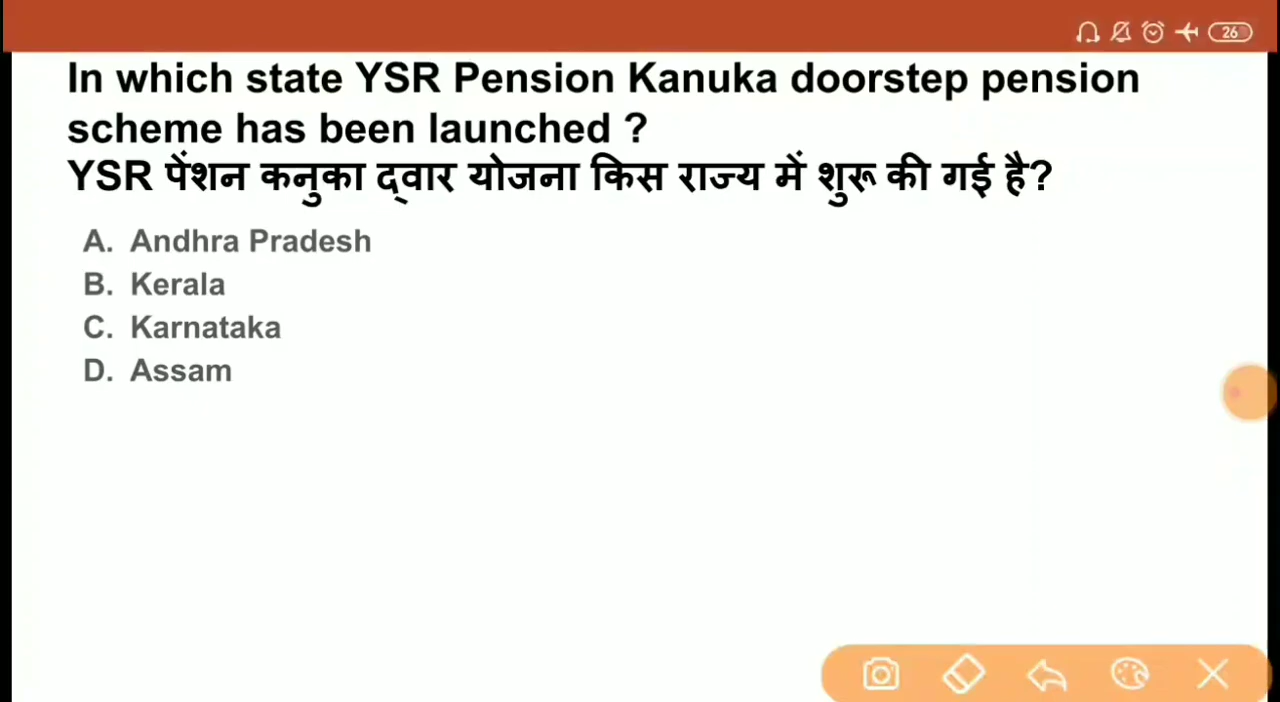 26
In which state YSR Pension Kanuka doorstep pension
scheme has been launched ?
YSR पेंशन कनुका द्वार योजना किस राज्य में शुरू की गई है?
A. Andhra Pradesh
B. Kerala
C. Karnataka
D. Assam